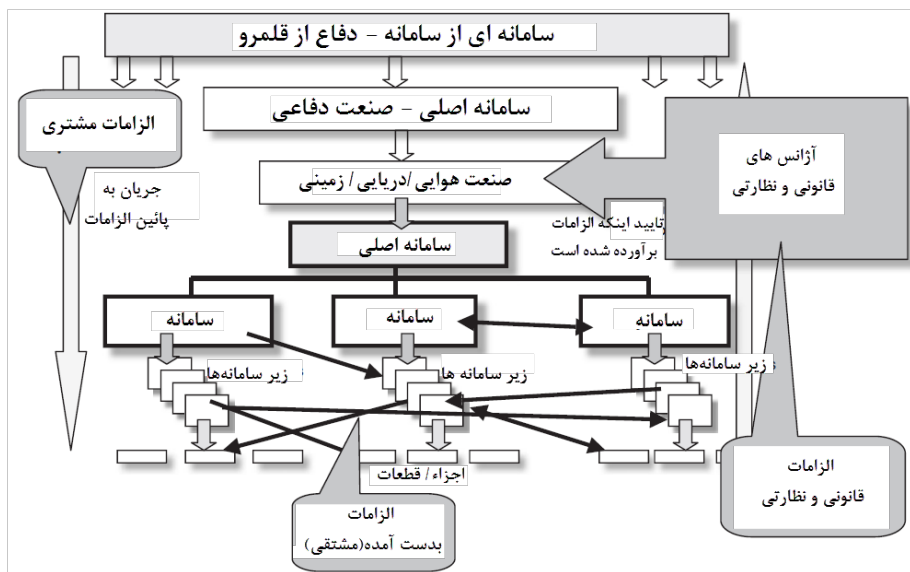 سامانه ای از سامانه – دفاع از قلمرو
سامانه اصلی – صنعت دفاعی
الزامات مشتری
آژانس های
قانونی و نظارتی
صنعت هوایی/دریایی/زمینی
جریان به
پائین الزامات
تایید اینکه الزامات
برآورده شده است
سامانه اصلی
سامانه
سامانه
سامانه
زیر سامانه‌ها
زیر سامانه ها
زیر سامانه‌ها
اجزاء/ قطعات
الزامات
بدست آمده(مشتقی)
الزامات
قانونی و نظارتی